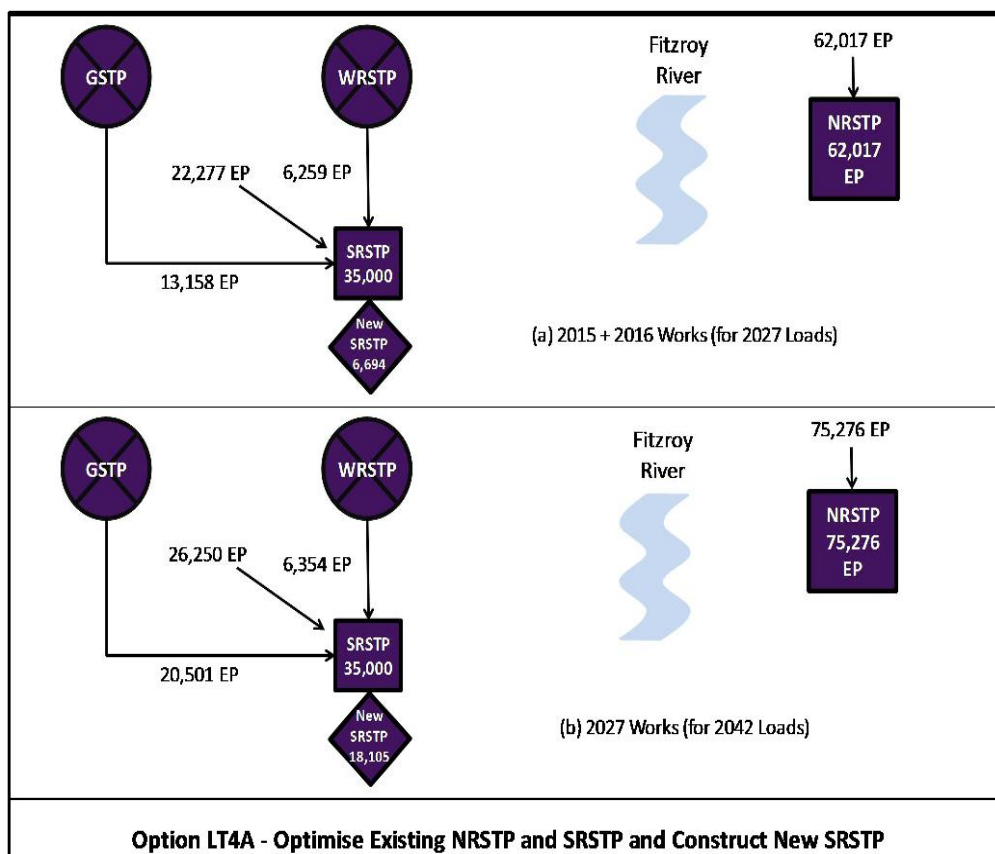 GSTP
WRSTP
Fitzroy
River
62,017 EP
NRSTP
62,017
EP
22,277 EP
6,259 EP
SRSTP
35,000
13,158 EP
New
SRSTP
6,694
(a) 2015 + 2016 Works (for 2027 Loads)
GSTP
WRSTP
Fitzroy
River
75,276 EP
NRSTP
75,276
EP
26,250 EP
6,354 EP
SRSTP
35,000
20,501 EP
New
SRSTP
18,105
(b) 2027 Works (for 2042 Loads)
Option LT4A - Optimise Existing NRSTP and SRSTP and Construct New SRSTP